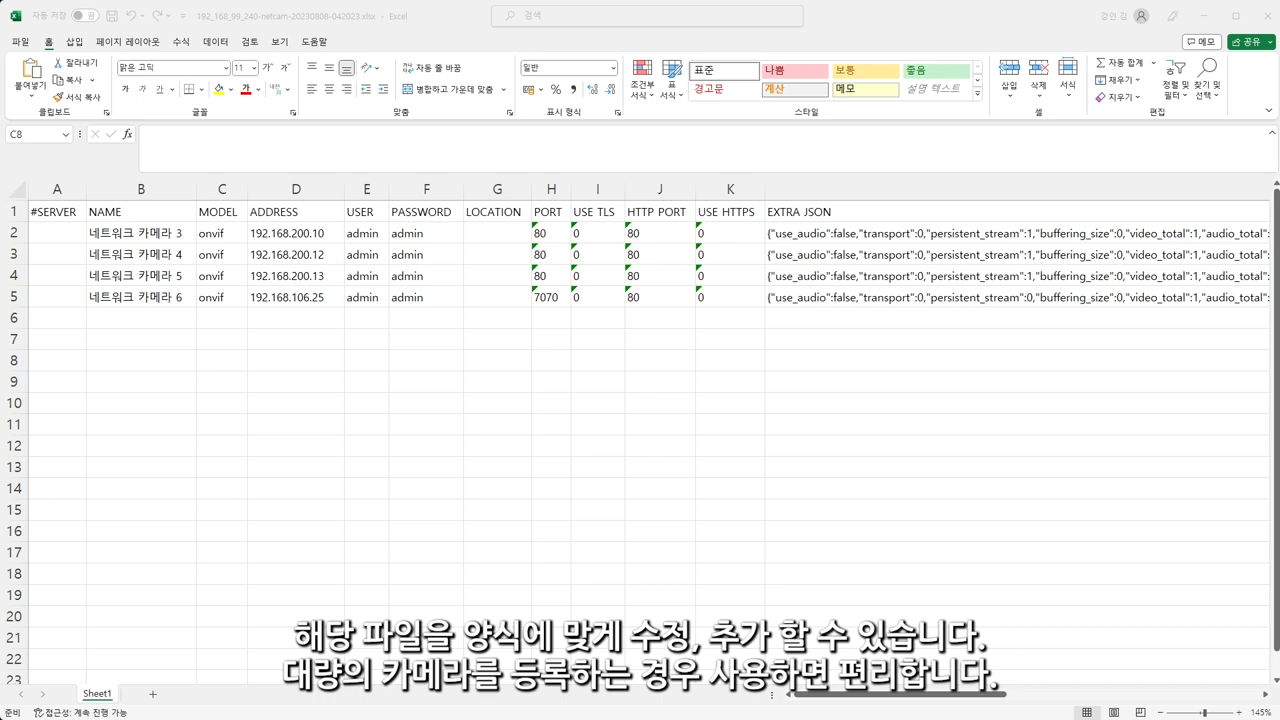 자동 저장 끔 192_168_99_240-netcam-20230808-042023.xlsx - Excel 검색 강인 김
파일 홈 삽입 페이지 레이아웃 수식 데이터 검토 보기 도움말 메모 공유
붙여넣기 잘라내기 복사 서식 복사 클립보드
맑은 고딕 11 가 가 가 가 가 가 글꼴
자동 줄 바꿈 병합하고 가운데 맞춤 맞춤
일반 % 표시 형식
조건부 서식 표 서식 표준 나쁨 보통 좋음
경고문 계산 메모 설명 텍스트 스타일
삽입 삭제 서식 셀
자동 합계 채우기 지우기 정렬 및 필터 찾기 및 선택 편집
C8 fx
A B C D E F G H I J K
1 #SERVER NAME MODEL ADDRESS USER PASSWORD LOCATION PORT USE TLS HTTP PORT USE HTTPS EXTRA JSON
2 네트워크 카메라 3 onvif 192.168.200.10 admin admin 80 0 80 0 {"use_audio":false,"transport":0,"persistent_stream":1,"buffering_size":0,"video_total":1,"audio_total":
3 네트워크 카메라 4 onvif 192.168.200.12 admin admin 80 0 80 0 {"use_audio":false,"transport":0,"persistent_stream":1,"buffering_size":0,"video_total":1,"audio_total":
4 네트워크 카메라 5 onvif 192.168.200.13 admin admin 80 0 80 0 {"use_audio":false,"transport":0,"persistent_stream":1,"buffering_size":0,"video_total":1,"audio_total":
5 네트워크 카메라 6 onvif 192.168.106.25 admin admin 7070 0 80 0 {"use_audio":false,"transport":0,"persistent_stream":0,"buffering_size":0,"video_total":1,"audio_total":
6
7
8
9
10
11
12
13
14
15
16
17
18
19
20
21
22
23
해당 파일을 양식에 맞게 수정, 추가 할 수 있습니다.
대량의 카메라를 등록하는 경우 사용하면 편리합니다.
Sheet1
준비 접근성: 계속 진행 가능 145%